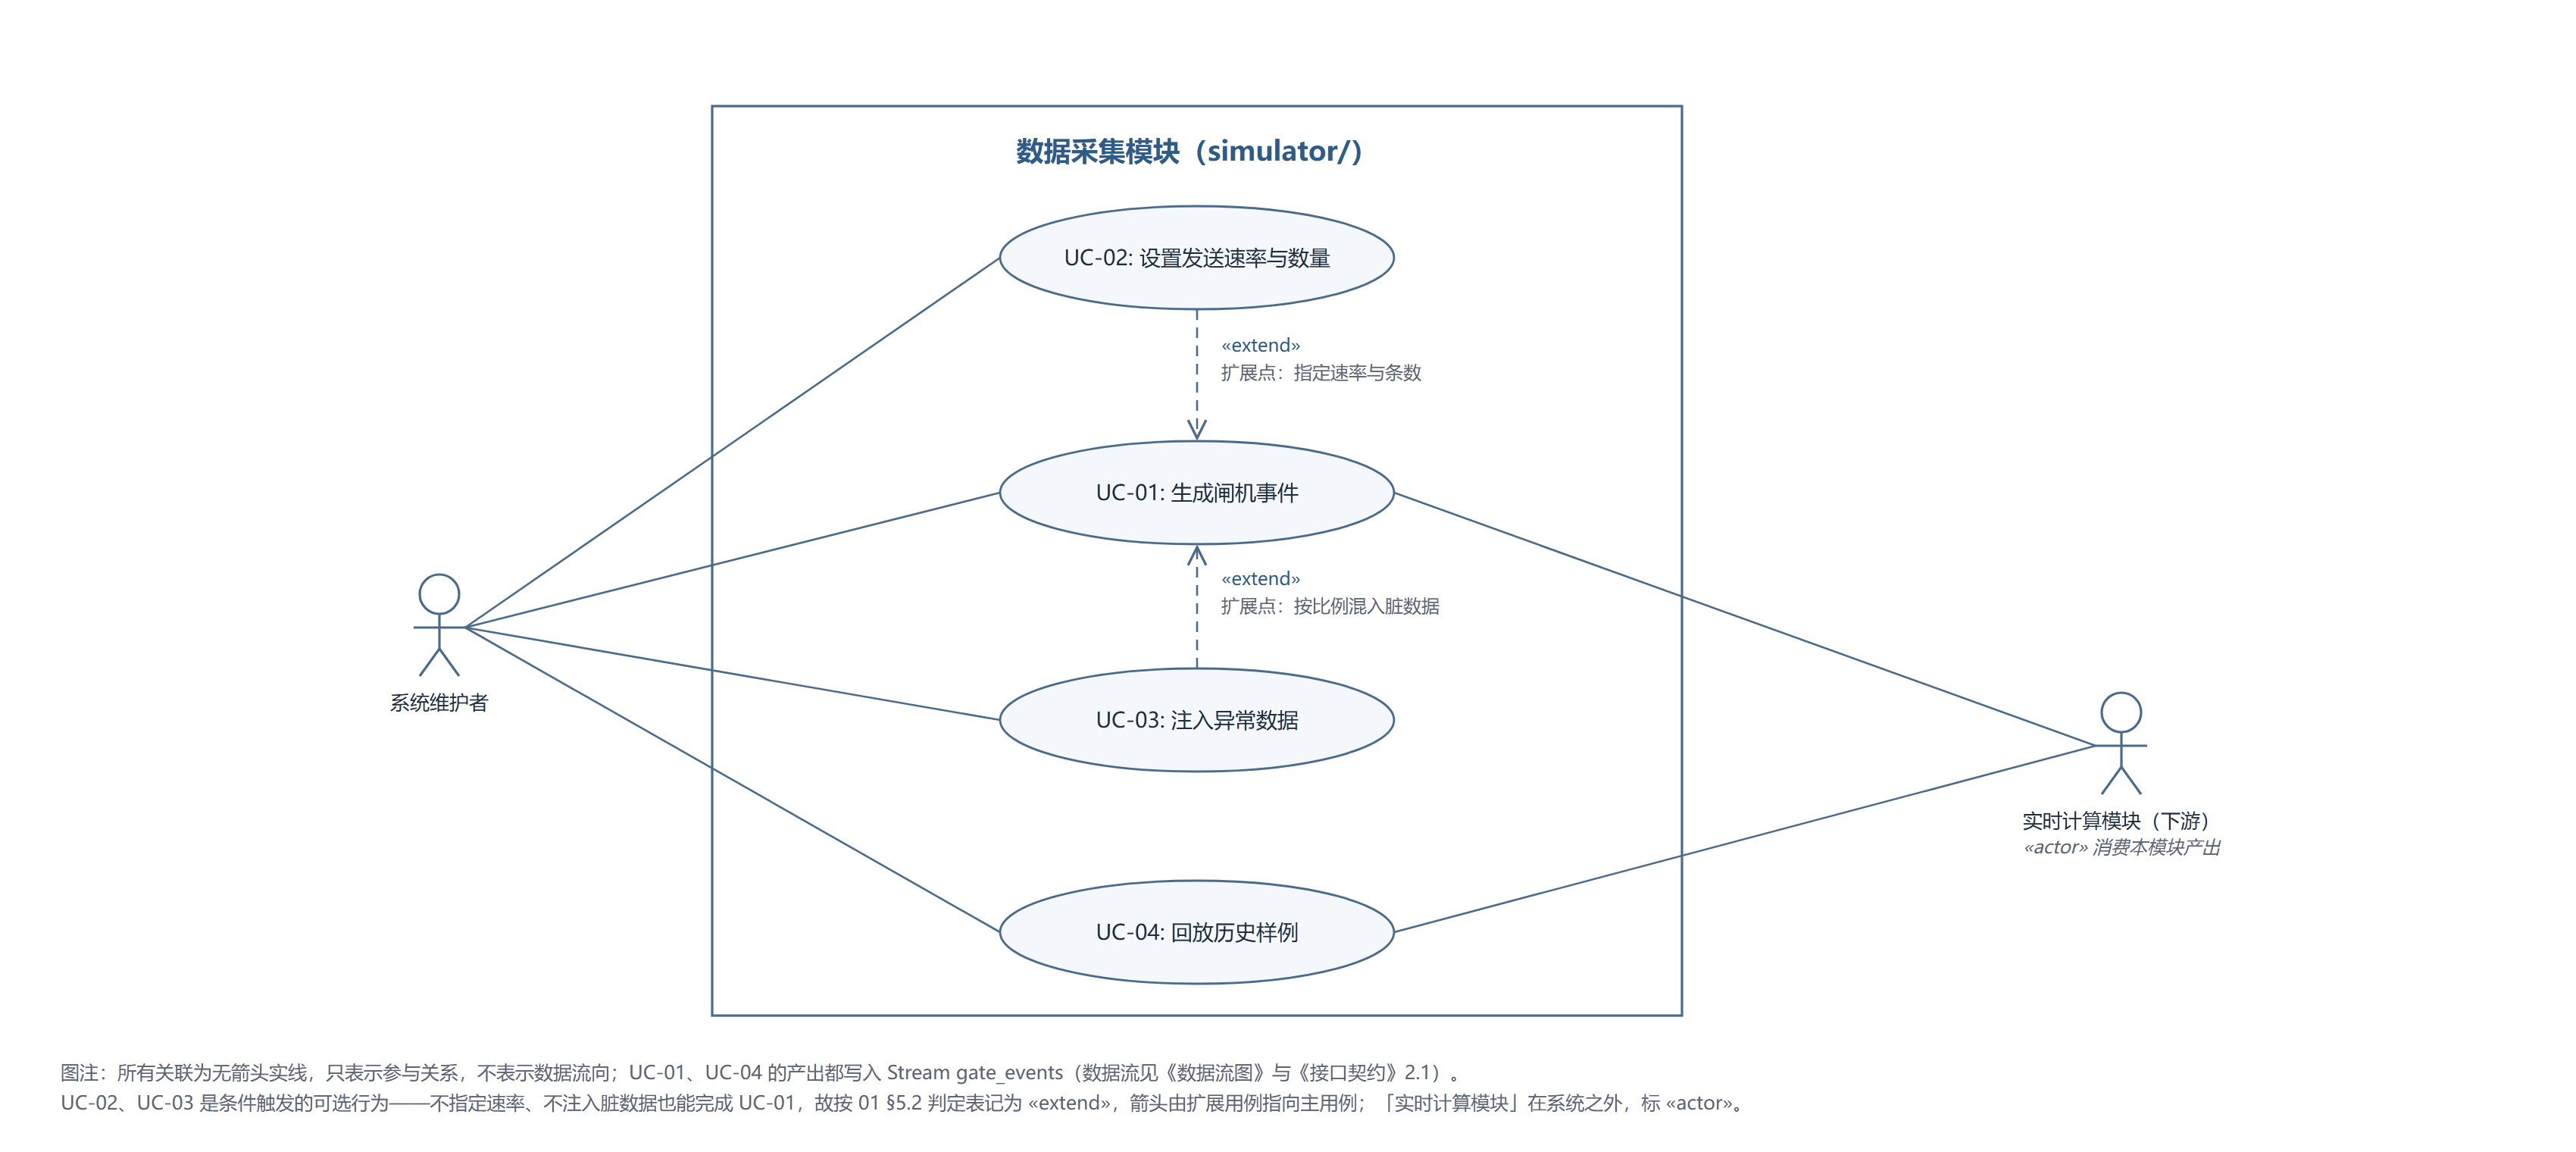 数据采集模块（simulator/）
UC-02: 设置发送速率与数量
«extend»
扩展点：指定速率与条数
UC-01: 生成闸机事件
«extend»
扩展点：按比例混入脏数据
系统维护者
UC-03: 注入异常数据
实时计算模块（下游）
«actor» 消费本模块产出
UC-04: 回放历史样例
图注：所有关联为无箭头实线，只表示参与关系，不表示数据流向；UC-01、UC-04 的产出都写入 Stream gate_events（数据流见《数据流图》与《接口契约》2.1）。
UC-02、UC-03 是条件触发的可选行为——不指定速率、不注入脏数据也能完成 UC-01，故按 01 §5.2 判定表记为 «extend»，箭头由扩展用例指向主用例；「实时计算模块」在系统之外，标 «actor»。